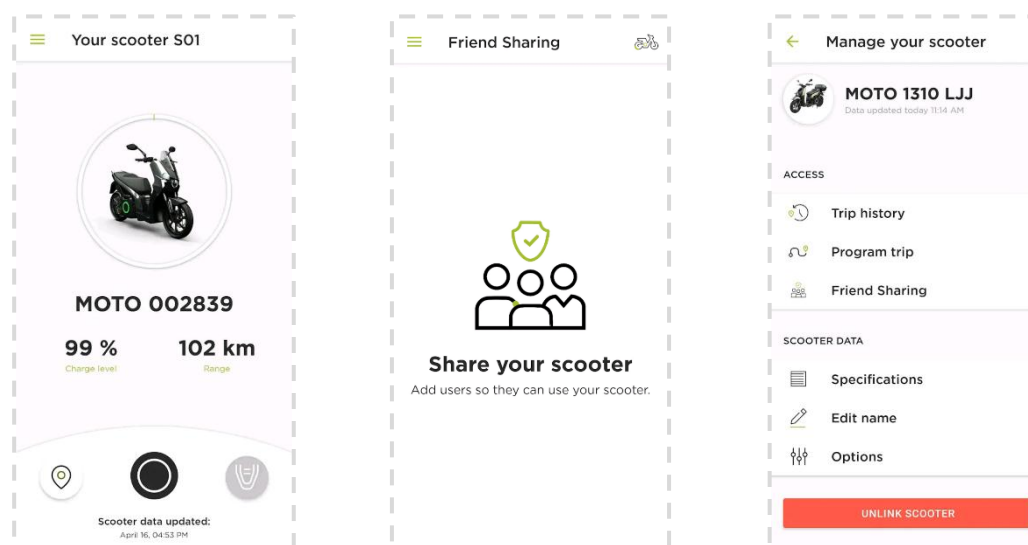 Your scooter S01
MOTO 002839
99 %
102 km
Charge level
Range
Scooter data updated:
April 16, 04:53 PM
Friend Sharing
Share your scooter
Add users so they can use your scooter.
Manage your scooter
MOTO 1310 LJJ
Data updated today 11:14 AM
ACCESS
Trip history
Program trip
Friend Sharing
SCOOTER DATA
Specifications
Edit name
Options
UNLINK SCOOTER